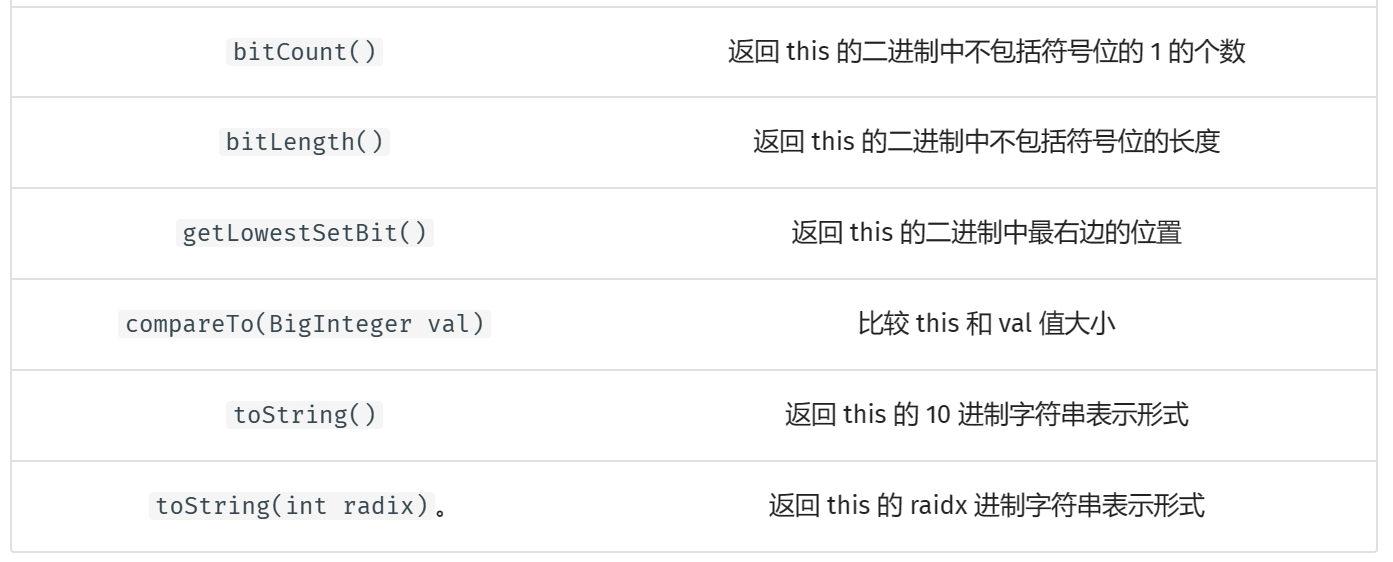 bitCount() 返回 this 的二进制中不包括符号位的 1 的个数
bitLength() 返回 this 的二进制中不包括符号位的长度
getLowestSetBit() 返回 this 的二进制中最右边的位置
compareTo(BigInteger val) 比较 this 和 val 值大小
toString() 返回 this 的 10 进制字符串表示形式
toString(int radix)。 返回 this 的 raidx 进制字符串表示形式